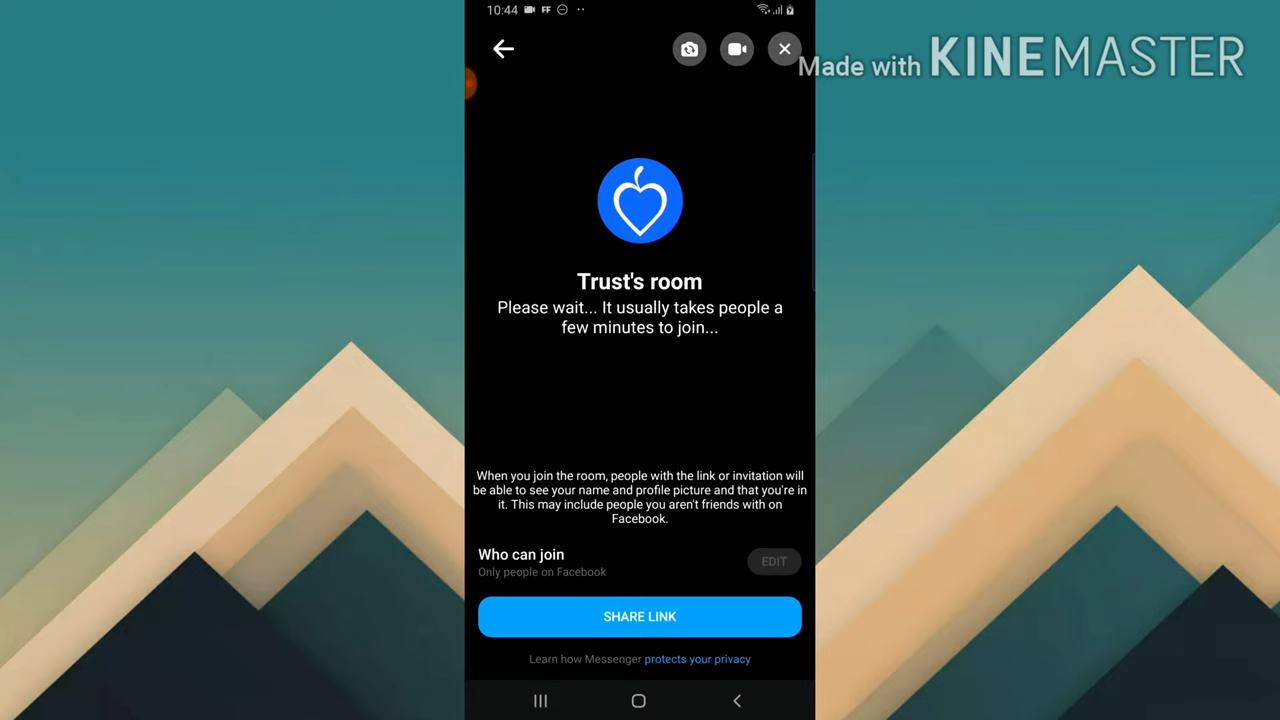 10:44 FF
Made with KINEMASTER
Trust's room
Please wait... It usually takes people a
few minutes to join...
When you join the room, people with the link or invitation will
be able to see your name and profile picture and that you're in
it. This may include people you aren't friends with on
Facebook.
Who can join
EDIT
Only people on Facebook
SHARE LINK
Learn how Messenger protects your privacy